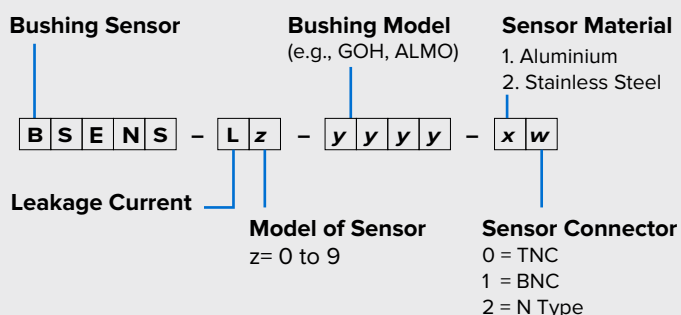 Bushing Sensor
Bushing Model
(e.g., GOH, ALMO)
Sensor Material
1. Aluminium
2. Stainless Steel
B S E N S – L z – y y y y – x w
Leakage Current
Model of Sensor
z= 0 to 9
Sensor Connector
0 = TNC
1 = BNC
2 = N Type